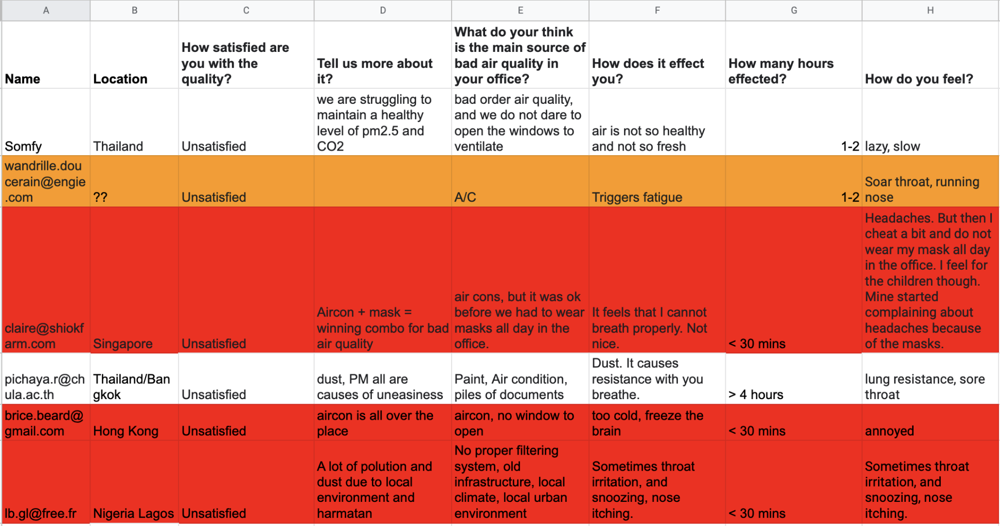 A B C D E F G H
Name
Location
How satisfied are
you with the
quality?
Tell us more about
it?
What do your think
is the main source of
bad air quality in
your office?
How does it effect
you?
How many hours
effected?
How do you feel?
Somfy
Thailand
Unsatisfied
we are struggling to
maintain a healthy
level of pm2.5 and
CO2
bad order air quality,
and we do not dare to
open the windows to
ventilate
air is not so healthy
and not so fresh
1-2
lazy, slow
wandrille.dou
cerain@engie
.com
??
Unsatisfied
A/C
Triggers fatigue
1-2
Soar throat, running
nose
claire@shiokf
arm.com
Singapore
Unsatisfied
Aircon + mask =
winning combo for bad
air quality
air cons, but it was ok
before we had to wear
masks all day in the
office.
It feels that I cannot
breath properly. Not
nice.
< 30 mins
Headaches. But then I
cheat a bit and do not
wear my mask all day
in the office. I feel for
the children though.
Mine started
complaining about
headaches because
of the masks.
pichaya.r@ch
ula.ac.th
Thailand/Ban
gkok
Unsatisfied
dust, PM all are
causes of uneasiness
Paint, Air condition,
piles of documents
Dust. It causes
resistance with you
breathe.
> 4 hours
lung resistance, sore
throat
brice.beard@
gmail.com
Hong Kong
Unsatisfied
aircon is all over the
place
aircon, no window to
open
too cold, freeze the
brain
< 30 mins
annoyed
lb.gl@free.fr
Nigeria Lagos
Unsatisfied
A lot of polution and
dust due to local
environment and
harmatan
No proper filtering
system, old
infrastructure, local
climate, local urban
environment
Sometimes throat
irritation, and
snoozing, nose
itching.
< 30 mins
Sometimes throat
irritation, and
snoozing, nose
itching.